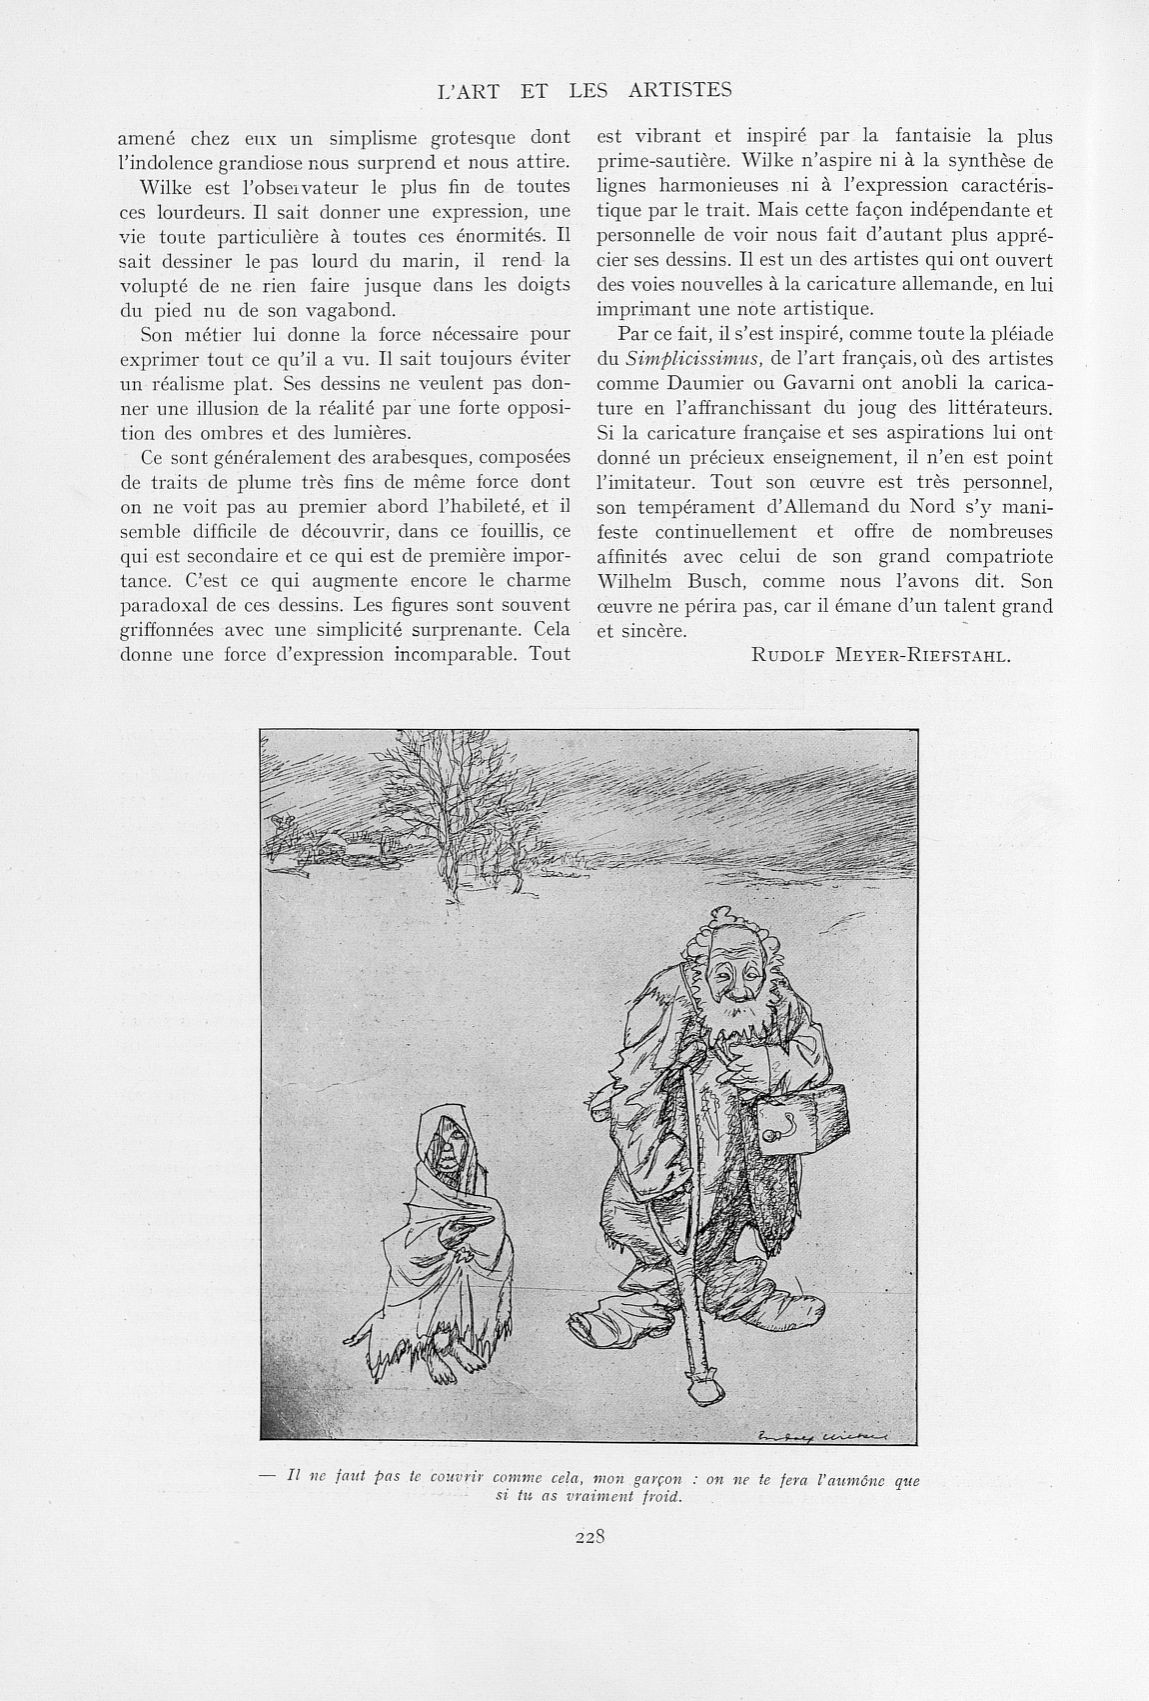 L'ART ET LES ARTISTES
amené chez eux un simplisme grotesque dont
l'indolence grandiose nous surprend et nous attire.
Wilke est l'observateur le plus fin de toutes
ces lourdeurs. Il sait donner une expression, une
vie toute particulière à toutes ces énormités. Il
sait dessiner le pas lourd du marin, il rend la
volupté de ne rien faire jusque dans les doigts
du pied nu de son vagabond.
Son métier lui donne la force nécessaire pour
exprimer tout ce qu'il a vu. Il sait toujours éviter
un réalisme plat. Ses dessins ne veulent pas don-
ner une illusion de la réalité par une forte opposi-
tion des ombres et des lumières.
Ce sont généralement des arabesques, composées
de traits de plume très fins de même force dont
on ne voit pas au premier abord l'habileté, et il
semble difficile de découvrir, dans ce fouillis, ce
qui est secondaire et ce qui est de première impor-
tance. C'est ce qui augmente encore le charme
paradoxal de ces dessins. Les figures sont souvent
griffonnées avec une simplicité surprenante. Cela
donne une force d'expression incomparable. Tout
est vibrant et inspiré par la fantaisie la plus
prime-sautière. Wilke n'aspire ni à la synthèse de
lignes harmonieuses ni à l'expression caractéris-
tique par le trait. Mais cette façon indépendante et
personnelle de voir nous fait d'autant plus appré-
cier ses dessins. Il est un des artistes qui ont ouvert
des voies nouvelles à la caricature allemande, en lui
imprimant une note artistique.
Par ce fait, il s'est inspiré, comme toute la pléiade
du Simplicissimus, de l'art français, où des artistes
comme Daumier ou Gavarni ont anobli la carica-
ture en l'affranchissant du joug des littérateurs.
Si la caricature française et ses aspirations lui ont
donné un précieux enseignement, il n'en est point
l'imitateur. Tout son œuvre est très personnel,
son tempérament d'Allemand du Nord s'y mani-
feste continuellement et offre de nombreuses
affinités avec celui de son grand compatriote
Wilhelm Busch, comme nous l'avons dit. Son
œuvre ne périra pas, car il émane d'un talent grand
et sincère.
RUDOLF MEYER-RIEFSTAHL.
Rudolf Wilke
— Il ne faut pas te couvrir comme cela, mon garçon : on ne te fera l'aumône que
si tu as vraiment froid.
228